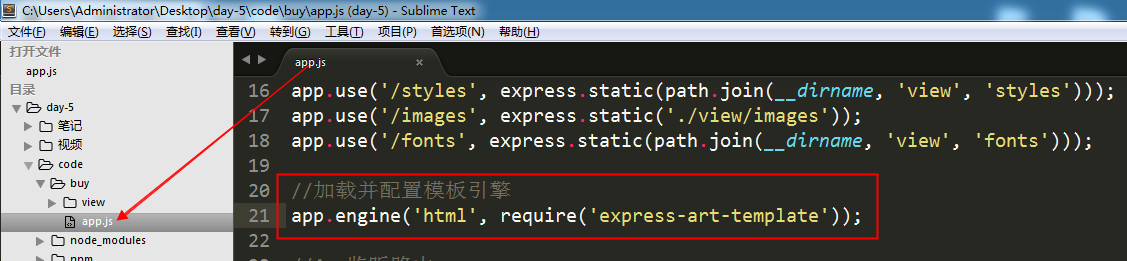 C:\Users\Administrator\Desktop\day-5\code\buy\app.js (day-5) - Sublime Text
文件(F) 编辑(E) 选择(S) 查找(I) 查看(V) 转到(G) 工具(T) 项目(P) 首选项(N) 帮助(H)
打开文件
app.js
目录
day-5
笔记
视频
code
buy
view
app.js
node_modules
npm
app.js ×
16 app.use('/styles', express.static(path.join(__dirname, 'view', 'styles')));
17 app.use('/images', express.static('./view/images'));
18 app.use('/fonts', express.static(path.join(__dirname, 'view', 'fonts')));
19
20 //加载并配置模板引擎
21 app.engine('html', require('express-art-template'));
22